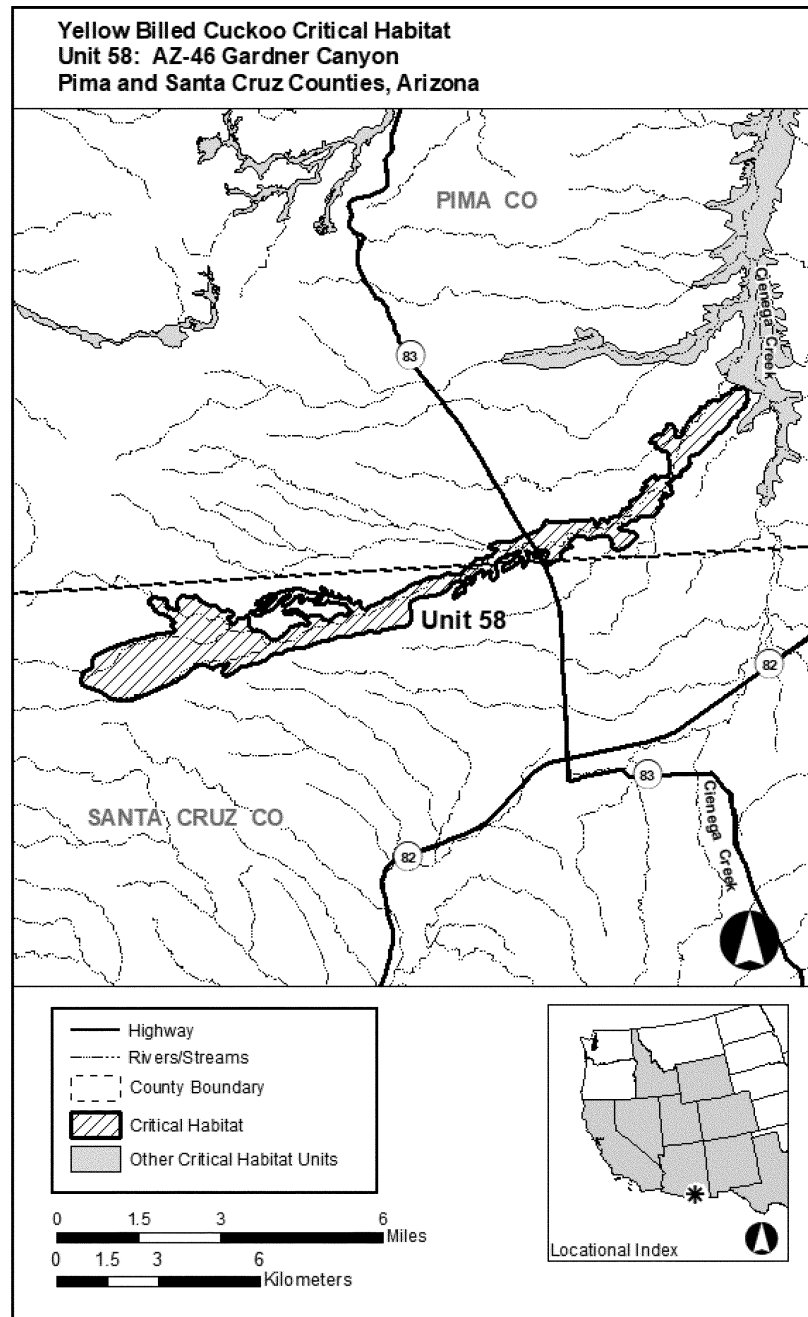 Yellow Billed Cuckoo Critical Habitat
Unit 58: AZ-46 Gardner Canyon
Pima and Santa Cruz Counties, Arizona
PIMA CO
Cienega Creek
83
Unit 58
82
83
SANTA CRUZ CO
Cienega Creek
82
Highway
Rivers/Streams
County Boundary
Critical Habitat
Other Critical Habitat Units
0 1.5 3 6
Miles
0 1.5 3 6
Kilometers
Locational Index